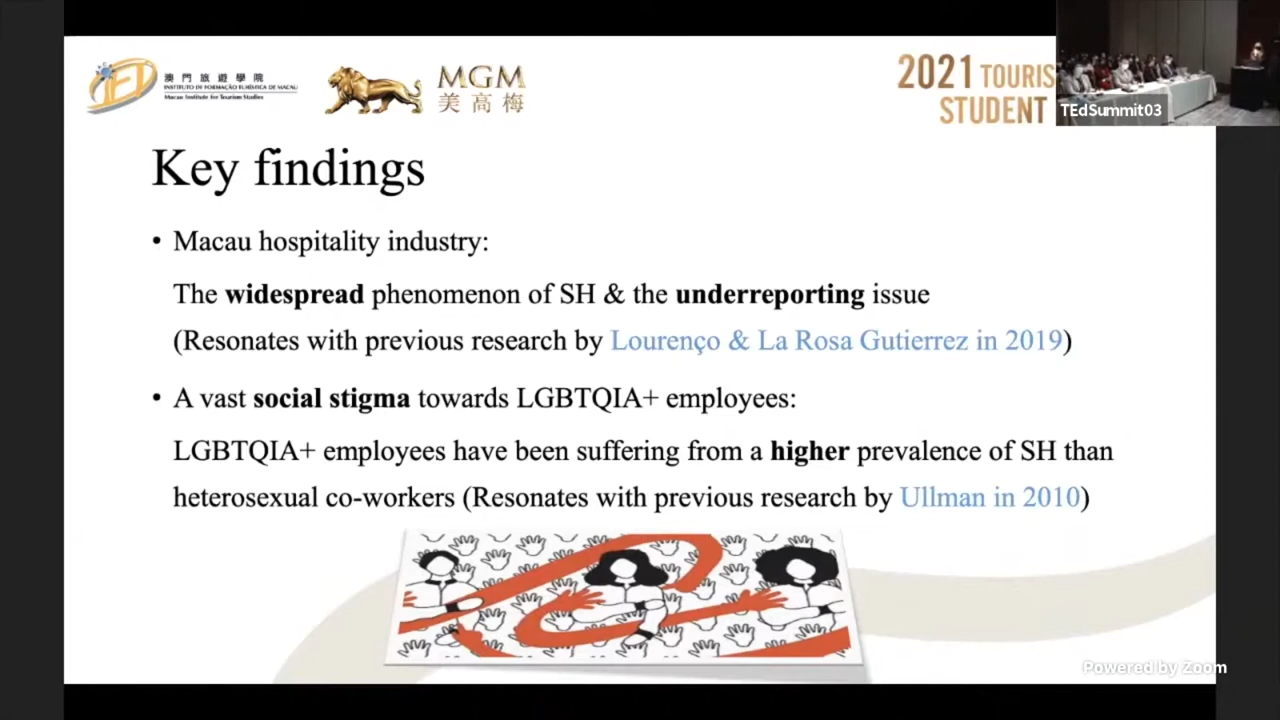 澳門旅遊學院
INSTITUTO DE FORMAÇÃO TURÍSTICA DE MACAU
Macau Institute for Tourism Studies
MGM
美高梅
2021 TOURIS
STUDENT
TEdSummit03
Key findings
• Macau hospitality industry:
The widespread phenomenon of SH & the underreporting issue
(Resonates with previous research by Lourenço & La Rosa Gutierrez in 2019)
• A vast social stigma towards LGBTQIA+ employees:
LGBTQIA+ employees have been suffering from a higher prevalence of SH than
heterosexual co-workers (Resonates with previous research by Ullman in 2010)
Powered by Zoom